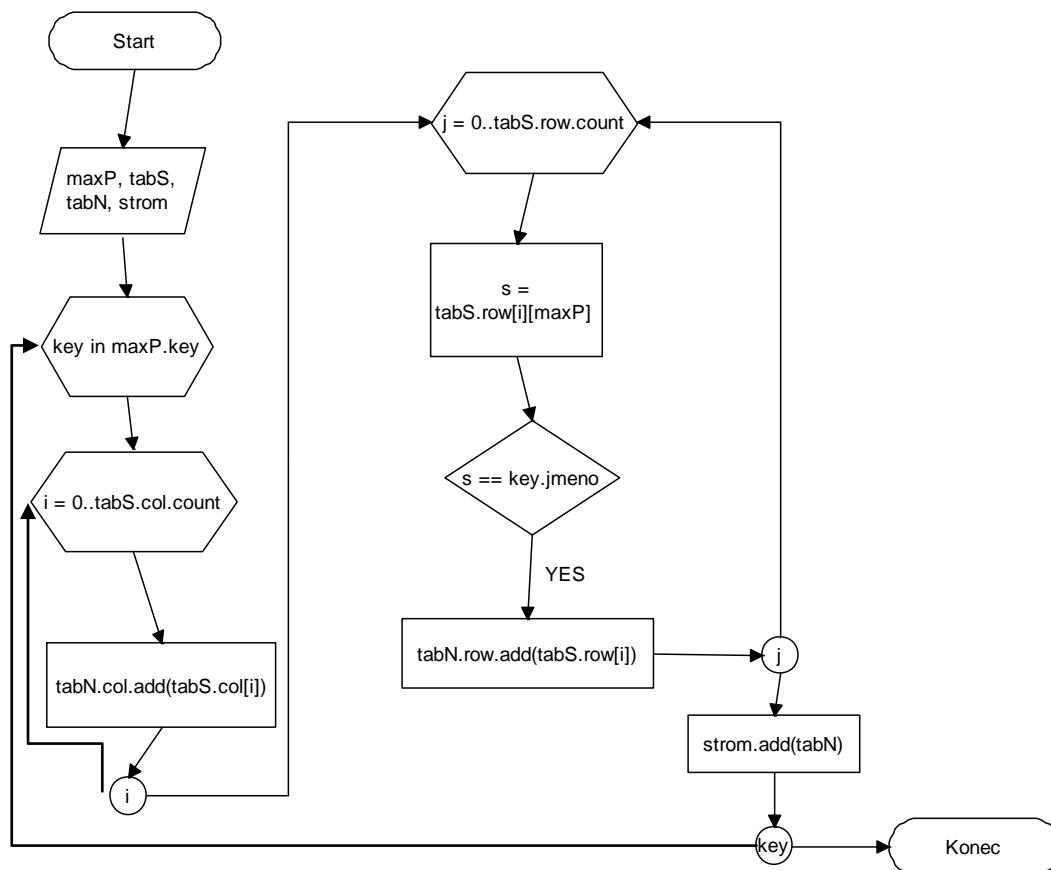 Start
maxP, tabS,
tabN, strom
key in maxP.key
i = 0..tabS.col.count
tabN.col.add(tabS.col[i])
i
j = 0..tabS.row.count
s =
tabS.row[i][maxP]
s == key.jmeno
YES
tabN.row.add(tabS.row[i])
j
strom.add(tabN)
key
Konec